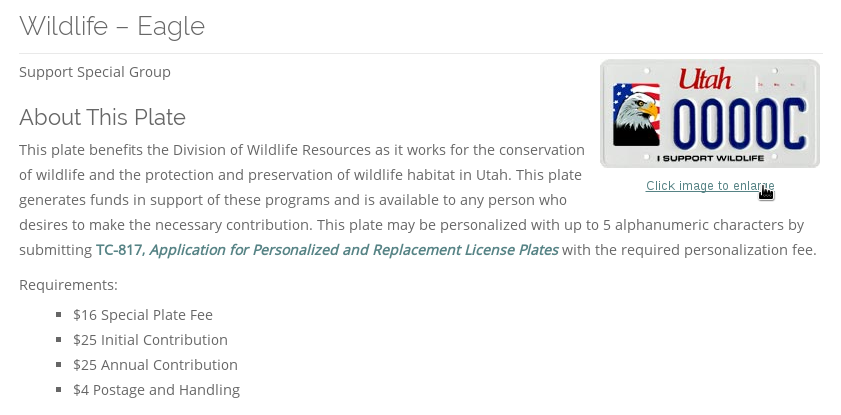 Wildlife – Eagle
Support Special Group
Utah
0000C
I SUPPORT WILDLIFE
Click image to enlarge
About This Plate
This plate benefits the Division of Wildlife Resources as it works for the conservation
of wildlife and the protection and preservation of wildlife habitat in Utah. This plate
generates funds in support of these programs and is available to any person who
desires to make the necessary contribution. This plate may be personalized with up to 5 alphanumeric characters by
submitting TC-817, Application for Personalized and Replacement License Plates with the required personalization fee.
Requirements:
$16 Special Plate Fee
$25 Initial Contribution
$25 Annual Contribution
$4 Postage and Handling